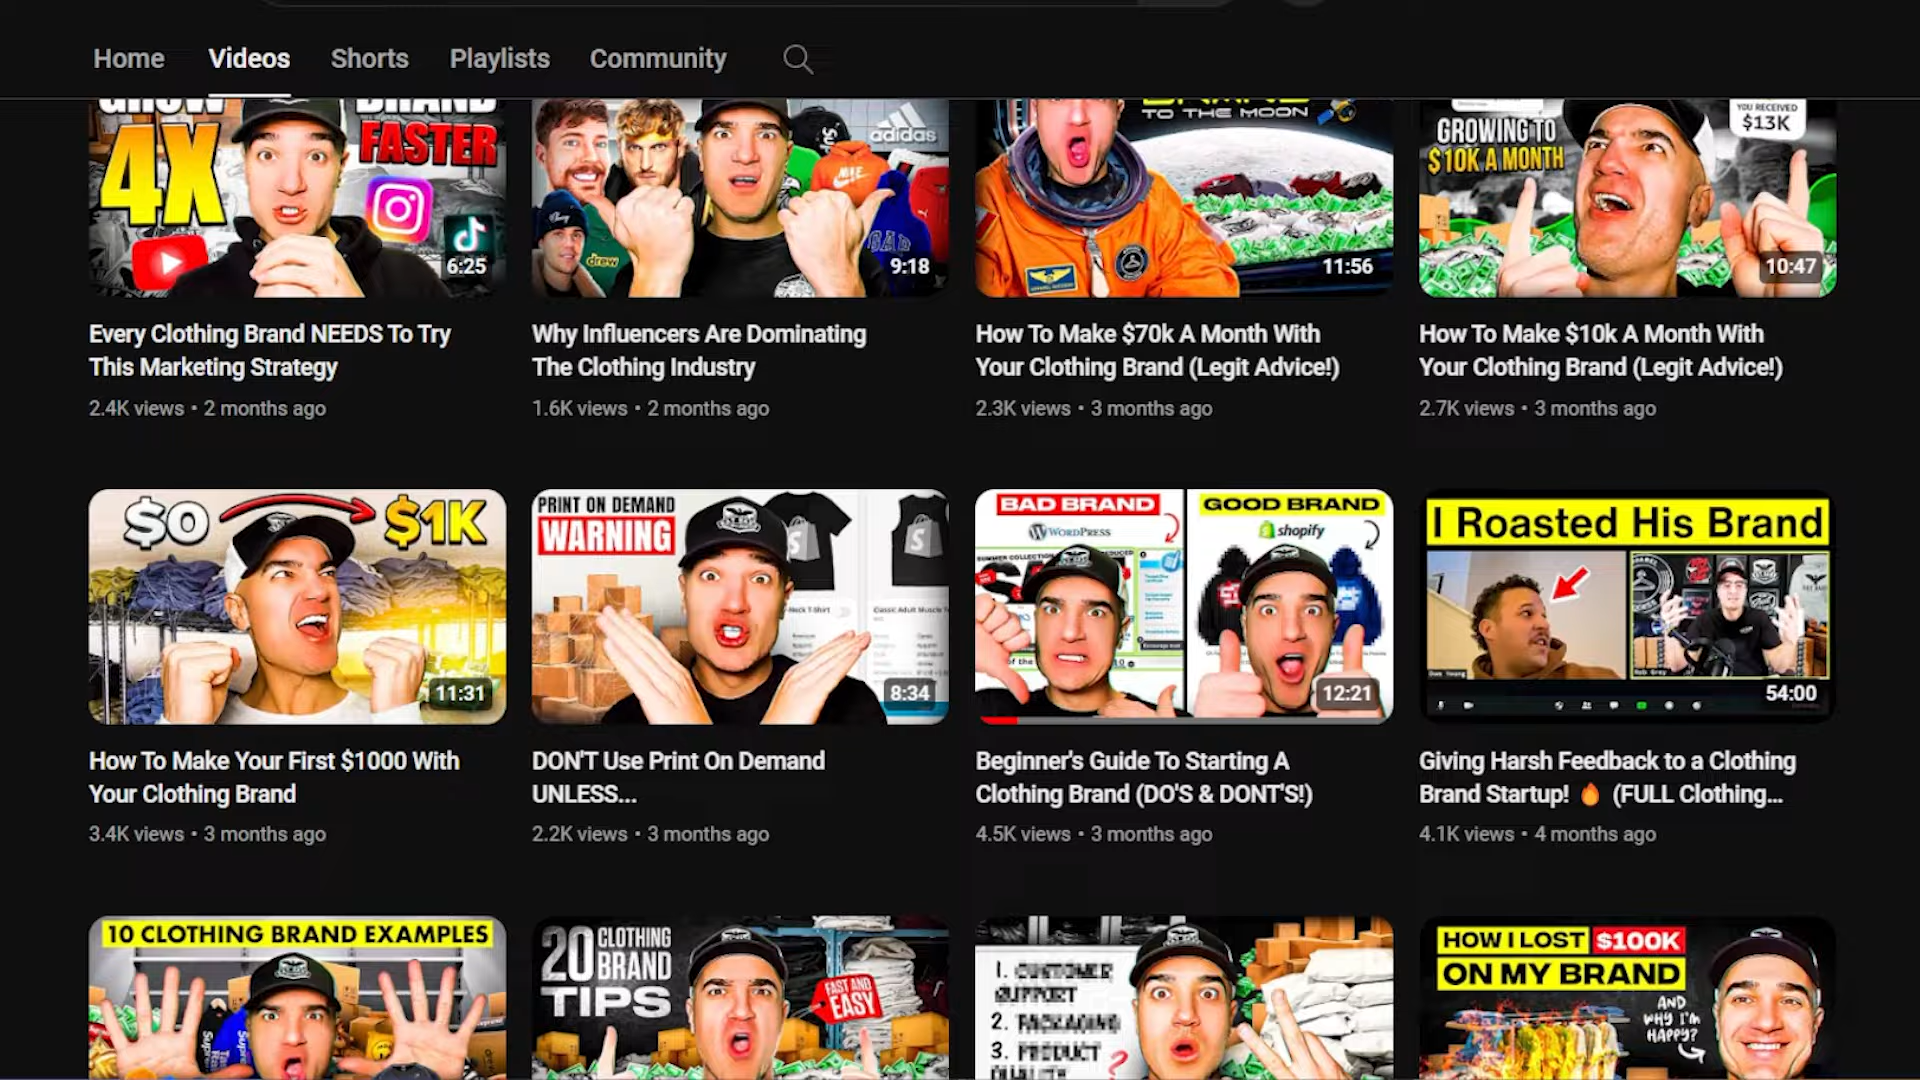 Home
Videos
Shorts
Playlists
Community
4X
FASTER
6:25
adidas
NIKE
drew
GAP
9:18
TO THE MOON
11:56
GROWING TO
$10K A MONTH
YOU RECEIVED
$13K
10:47
Every Clothing Brand NEEDS To Try
This Marketing Strategy
2.4K views • 2 months ago
Why Influencers Are Dominating
The Clothing Industry
1.6K views • 2 months ago
How To Make $70k A Month With
Your Clothing Brand (Legit Advice!)
2.3K views • 3 months ago
How To Make $10k A Month With
Your Clothing Brand (Legit Advice!)
2.7K views • 3 months ago
$0
$1K
11:31
PRINT ON DEMAND
WARNING
8:34
BAD BRAND
WORDPRESS
GOOD BRAND
shopify
12:21
I Roasted His Brand
54:00
How To Make Your First $1000 With
Your Clothing Brand
3.4K views • 3 months ago
DON'T Use Print On Demand
UNLESS...
2.2K views • 3 months ago
Beginner's Guide To Starting A
Clothing Brand (DO'S & DONT'S!)
4.5K views • 3 months ago
Giving Harsh Feedback to a Clothing
Brand Startup! 🔥 (FULL Clothing...
4.1K views • 4 months ago
10 CLOTHING BRAND EXAMPLES
20 CLOTHING
BRAND
TIPS
FAST AND
EASY
1. CUSTOMER
SUPPORT
2. PACKAGING
3. PRODUCT
QUALITY
?
HOW I LOST $100K
ON MY BRAND
AND
WHY I'M
HAPPY?